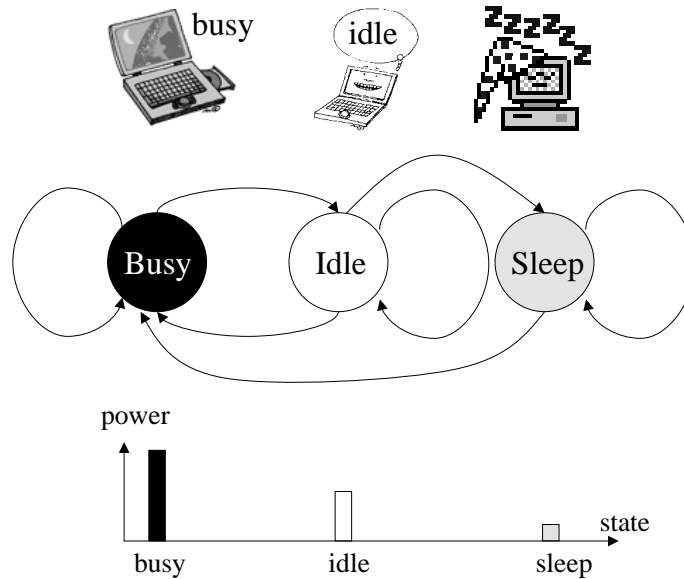 busy
idle
Z Z Z Z Z Z
Busy
Idle
Sleep
power
state
busy
idle
sleep